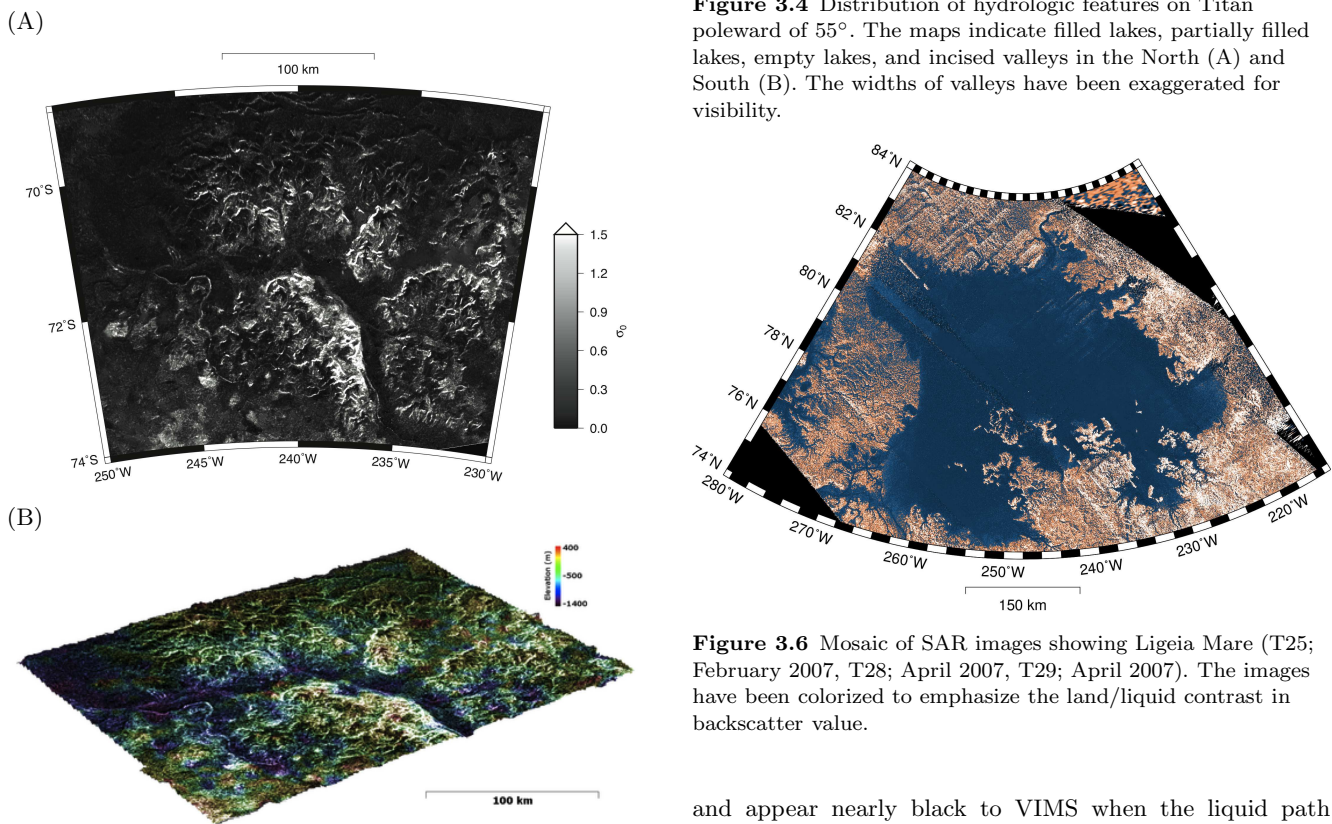 (A)
100 km
70°S
72°S
74°S
250°W
245°W
240°W
235°W
230°W
1.5
1.2
0.9
0.6
0.3
0.0
σ0
(B)
Elevation (m)
400
-500
-1400
100 km
Figure 3.4 Distribution of hydrologic features on Titan
poleward of 55°. The maps indicate filled lakes, partially filled
lakes, empty lakes, and incised valleys in the North (A) and
South (B). The widths of valleys have been exaggerated for
visibility.
84°N
82°N
80°N
78°N
76°N
74°N
280°W
270°W
260°W
250°W
240°W
230°W
220°W
150 km
Figure 3.6 Mosaic of SAR images showing Ligeia Mare (T25;
February 2007, T28; April 2007, T29; April 2007). The images
have been colorized to emphasize the land/liquid contrast in
backscatter value.
and appear nearly black to VIMS when the liquid path